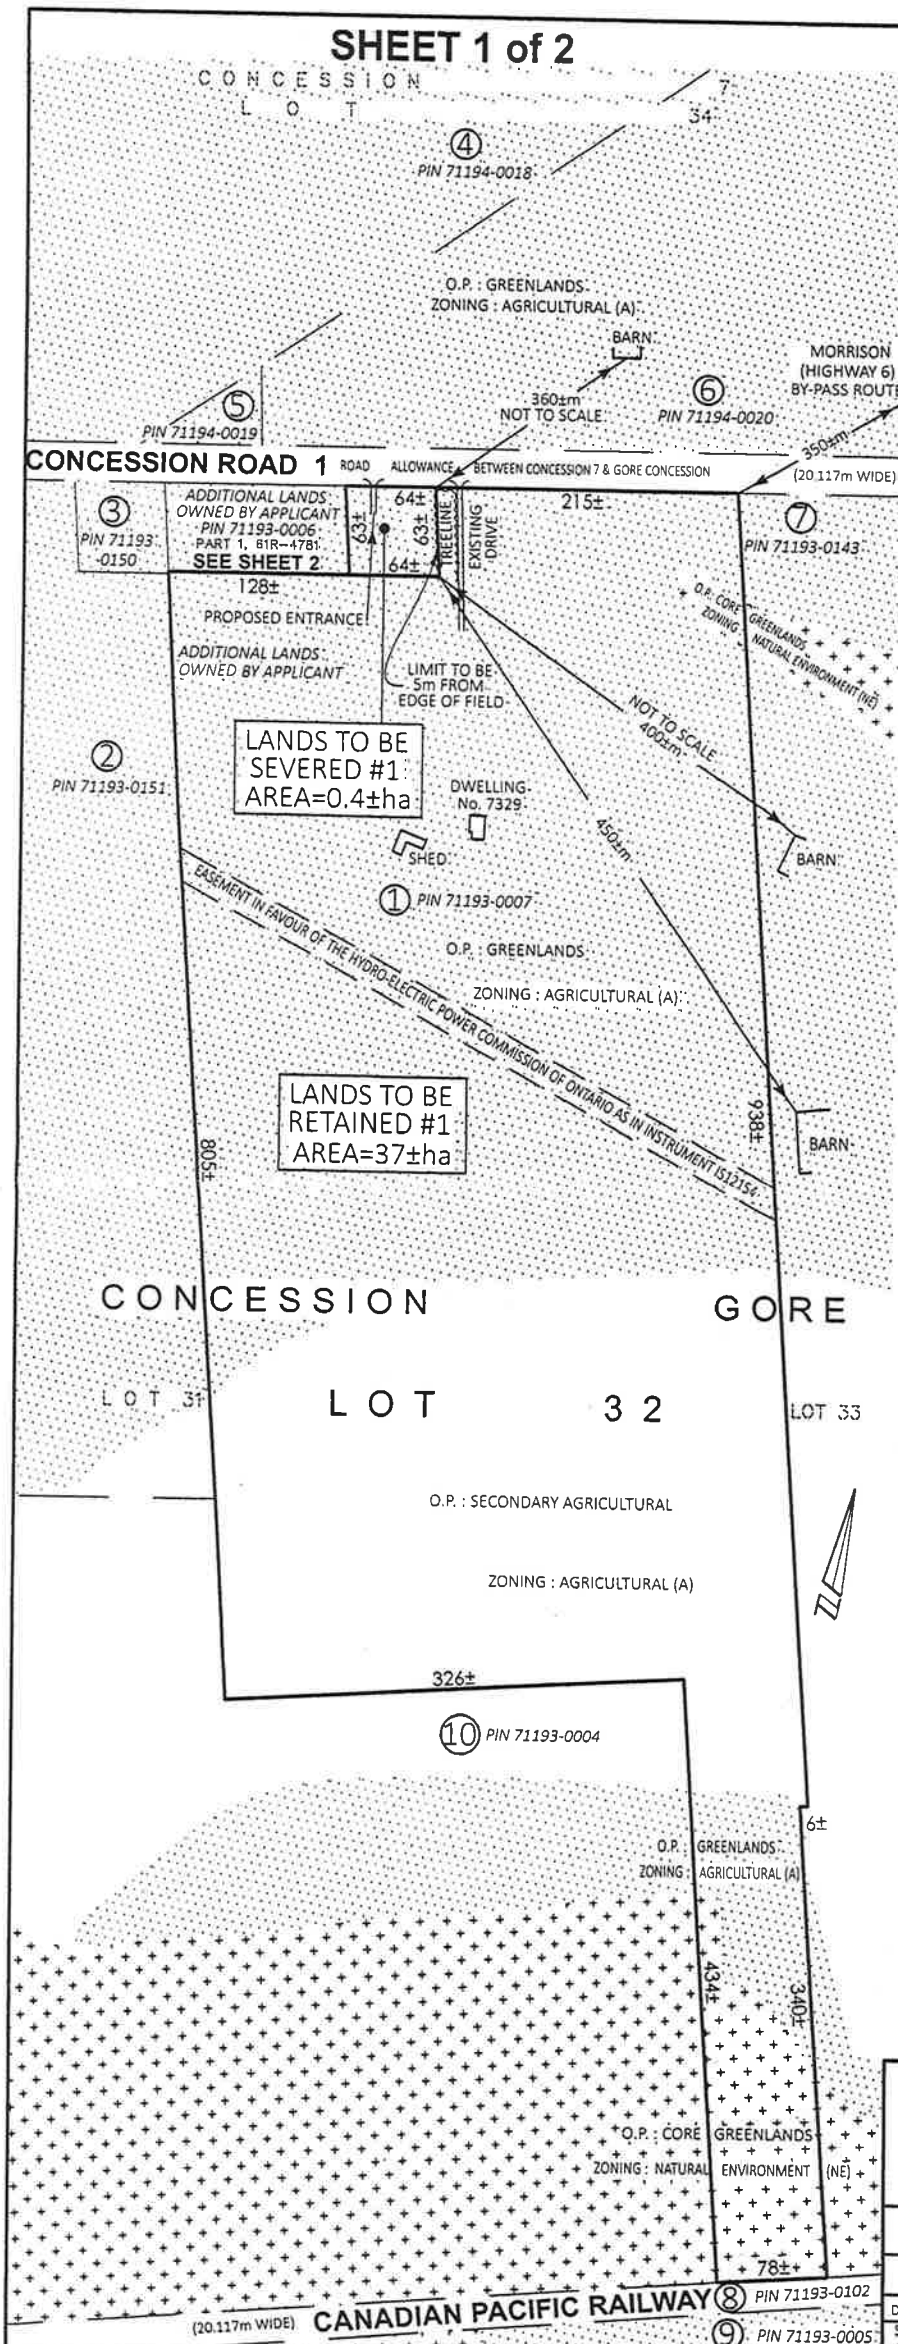 SHEET 1 of 2
CONCESSION
7
LOT
34
4
PIN 71194-0018
O.P. : GREENLANDS
ZONING : AGRICULTURAL (A)
BARN
MORRISON
(HIGHWAY 6)
BY-PASS ROUTE
5
PIN 71194-0019
360±m
NOT TO SCALE
6
PIN 71194-0020
350±m
CONCESSION ROAD 1
ROAD ALLOWANCE BETWEEN CONCESSION 7 & GORE CONCESSION
(20.117m WIDE)
3
PIN 71193
-0150
ADDITIONAL LANDS
OWNED BY APPLICANT
PIN 71193-0006
PART 1, 61R-4781
SEE SHEET 2
63±
64±
63±
64±
TREELINE
EXISTING
DRIVE
215±
7
PIN 71193-0143
128±
PROPOSED ENTRANCE
ADDITIONAL LANDS
OWNED BY APPLICANT
LIMIT TO BE
5m FROM
EDGE OF FIELD
O.P.: CORE GREENLANDS
ZONING : NATURAL ENVIRONMENT (NE)
NOT TO SCALE
400±m
2
PIN 71193-0151
LANDS TO BE
SEVERED #1
AREA=0.4±ha
DWELLING
No. 7329
SHED
450±m
BARN
1
PIN 71193-0007
O.P. : GREENLANDS
ZONING : AGRICULTURAL (A)
EASEMENT IN FAVOUR OF THE HYDRO-ELECTRIC POWER COMMISSION OF ONTARIO AS IN INSTRUMENT IS12154
LANDS TO BE
RETAINED #1
AREA=37±ha
938±
BARN
805±
CONCESSION GORE
LOT 31
LOT 32
LOT 33
O.P. : SECONDARY AGRICULTURAL
ZONING : AGRICULTURAL (A)
326±
10
PIN 71193-0004
6±
O.P. : GREENLANDS
ZONING : AGRICULTURAL (A)
434±
340±
O.P. : CORE GREENLANDS
ZONING : NATURAL ENVIRONMENT (NE)
78±
(20.117m WIDE)
CANADIAN PACIFIC RAILWAY
8
PIN 71193-0102
9
PIN 71193-0005